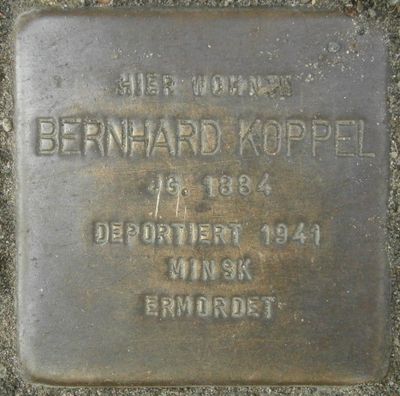 HIER WOHNTE
BERNHARD KOPPEL
JG. 1884
DEPORTIERT 1941
MINSK
ERMORDET